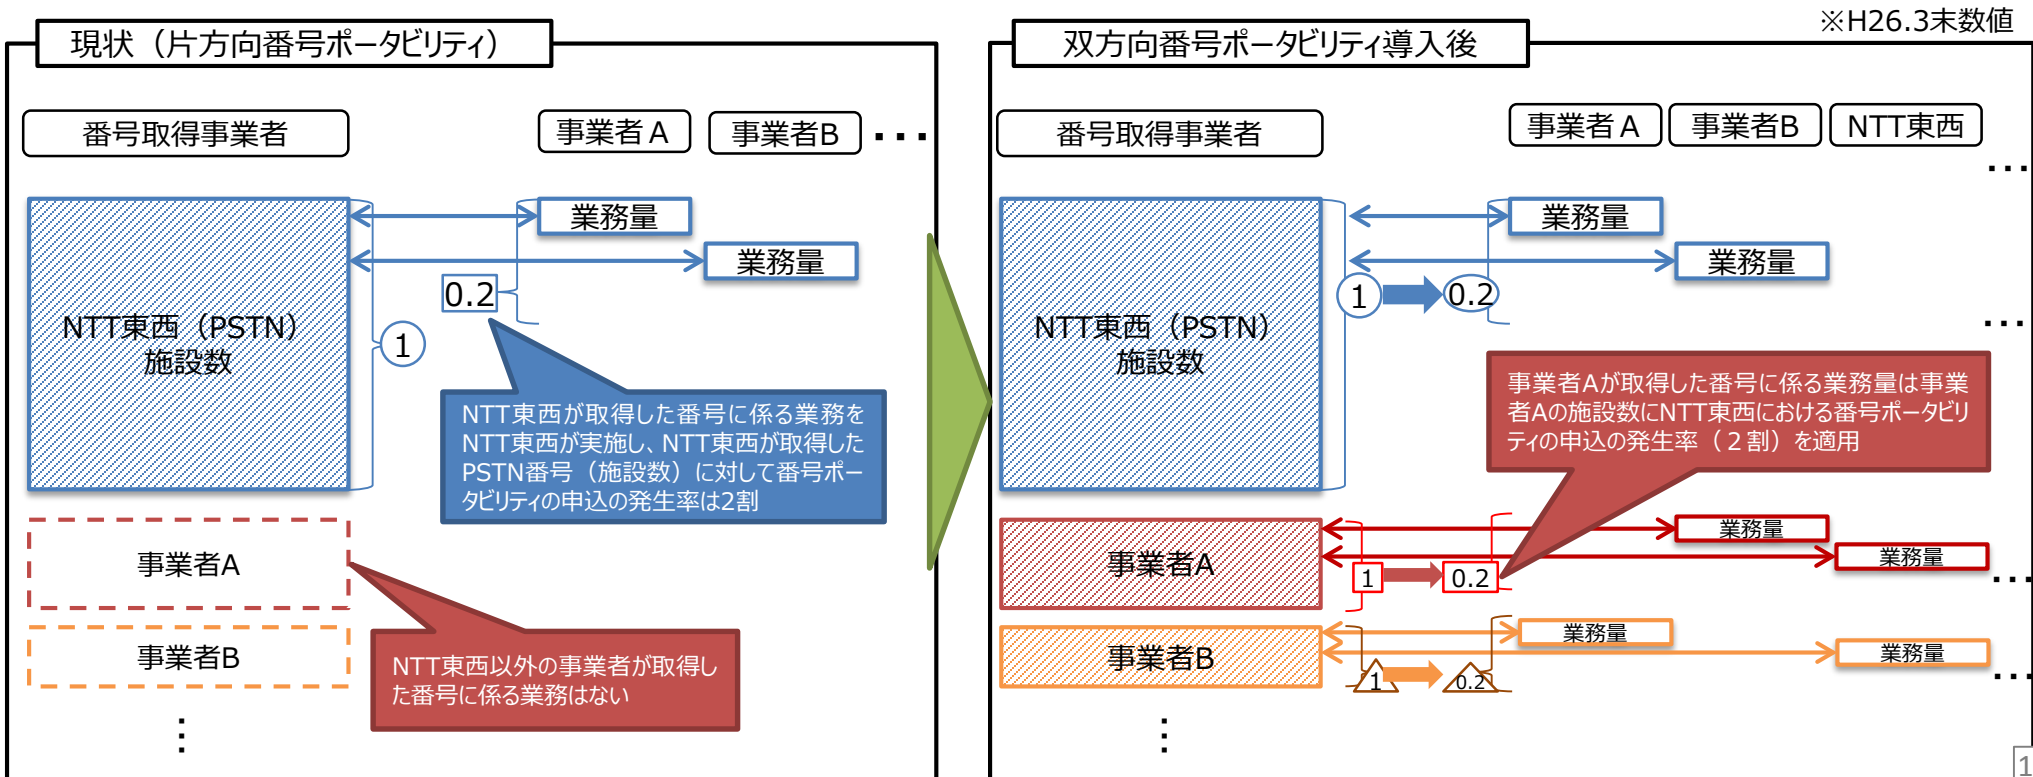 ※H26.3末数値
現状（片方向番号ポータビリティ）
番号取得事業者
事業者A
事業者B
・・・
業務量
業務量
0.2
NTT東西（PSTN）
施設数
1
NTT東西が取得した番号に係る業務を
NTT東西が実施し、NTT東西が取得した
PSTN番号（施設数）に対して番号ポー
タビリティの申込の発生率は2割
事業者A
事業者B
NTT東西以外の事業者が取得し
た番号に係る業務はない
・・・
双方向番号ポータビリティ導入後
番号取得事業者
事業者A
事業者B
NTT東西
・・・
業務量
業務量
1
0.2
・・・
NTT東西（PSTN）
施設数
事業者Aが取得した番号に係る業務量は事業
者Aの施設数にNTT東西における番号ポータビリ
ティの申込の発生率（２割）を適用
業務量
業務量
事業者A
1
0.2
・・・
業務量
業務量
事業者B
1
0.2
・・・
・・・
1